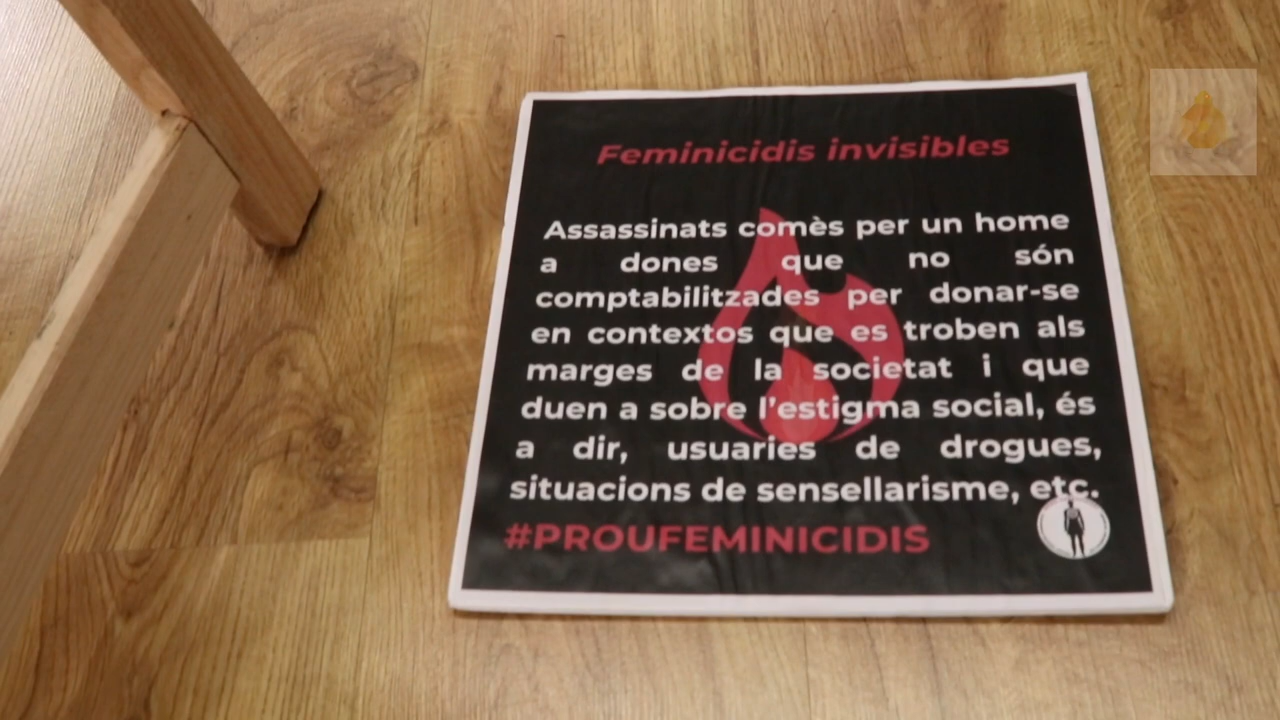 Feminicidis invisibles
Assassinats comès per un home
a dones que no són
comptabilitzades per donar-se
en contextos que es troben als
marges de la societat i que
duen a sobre l'estigma social, és
a dir, usuaries de drogues,
situacions de sensellarisme, etc.
#PROUFEMINICIDIS